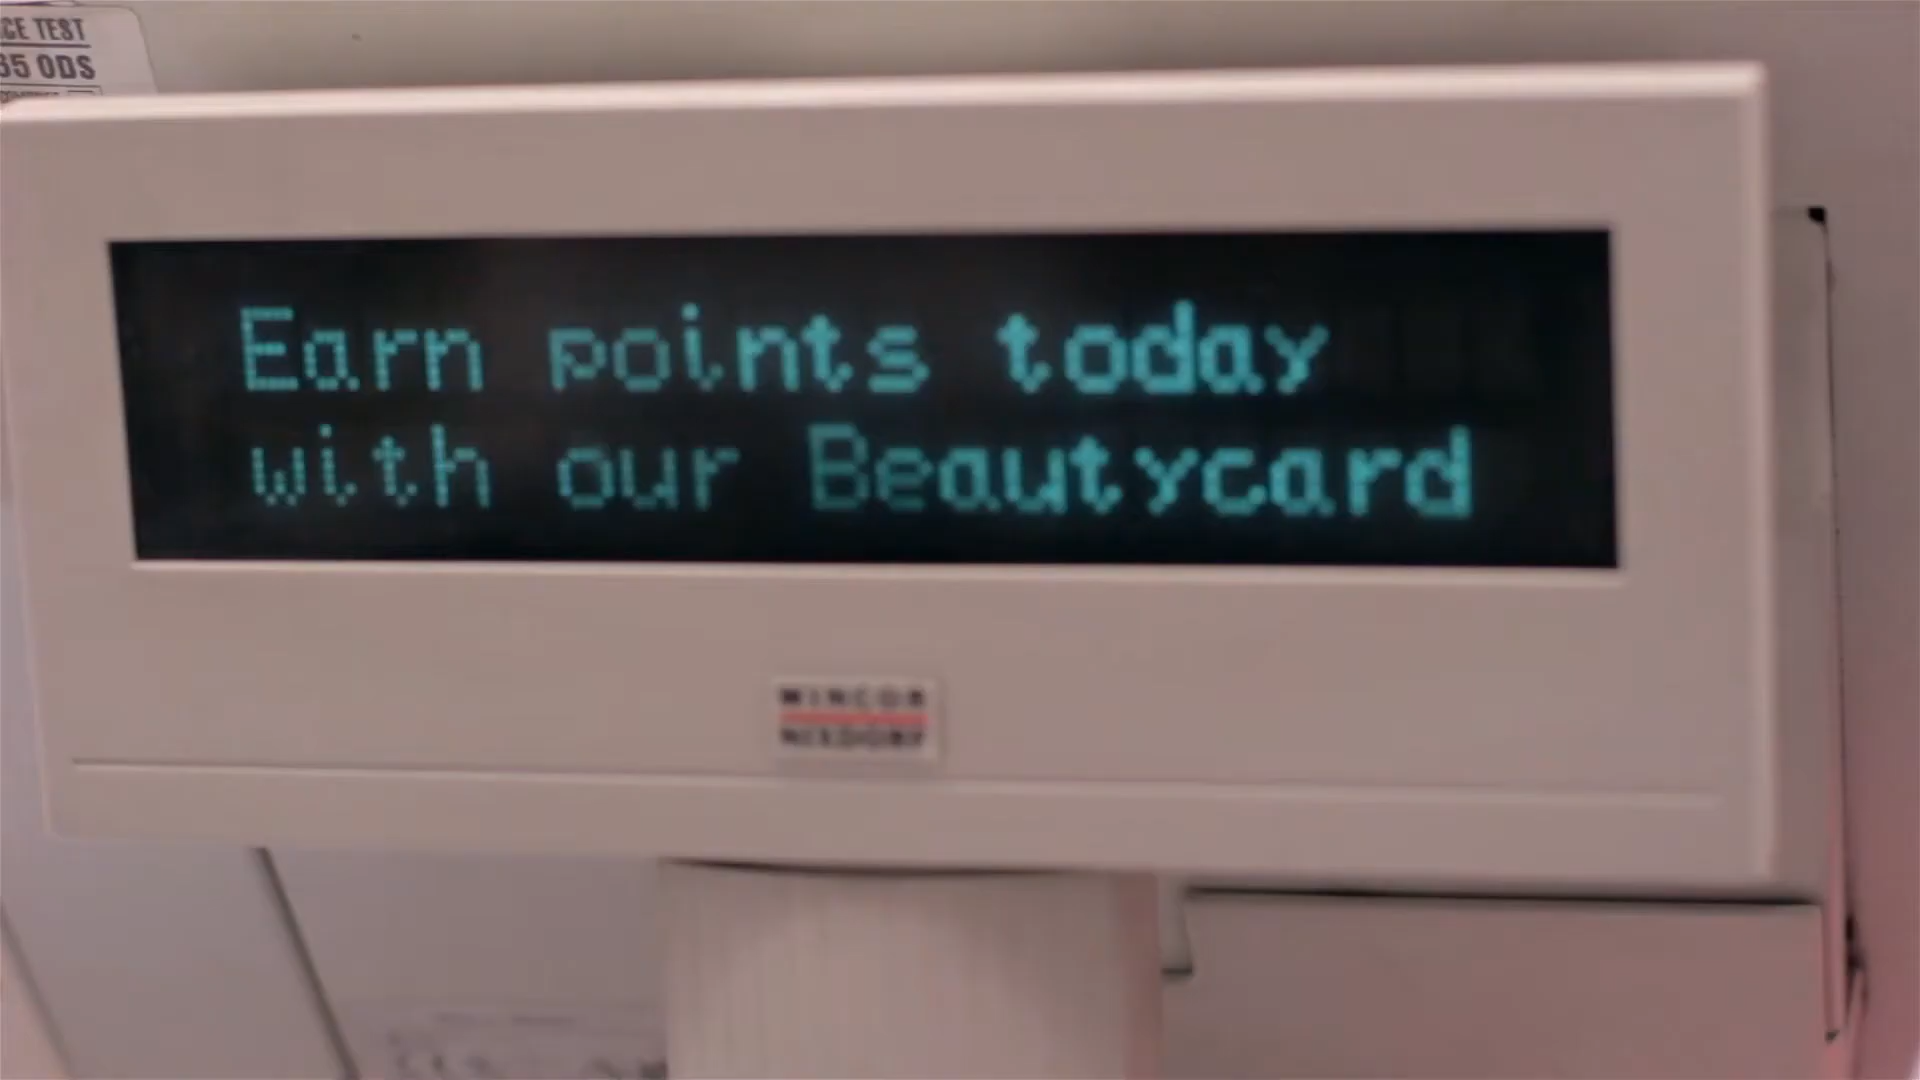 CE TEST
35 ODS
Earn points today
with our Beautycard
WINCOR
NIXDORF